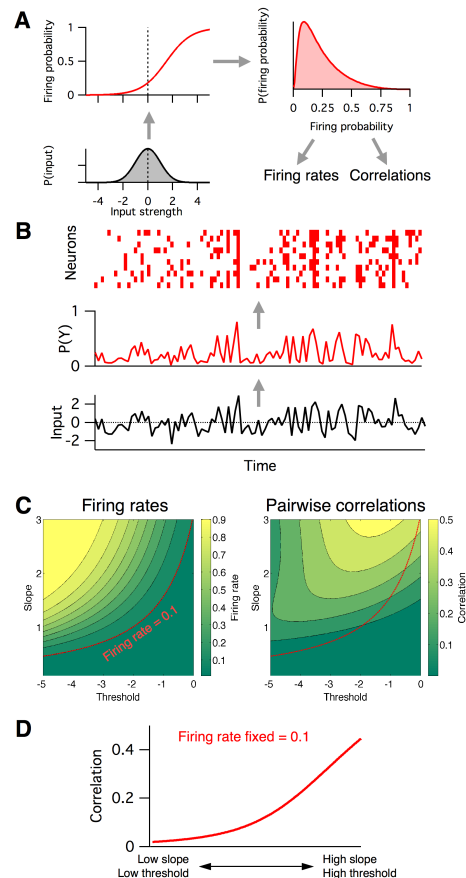 A
Firing probability
1
0.5
0
-4 -2 0 2 4
P(input)
-4 -2 0 2 4
Input strength
P(firing probability)
0 0.25 0.5 0.75 1
Firing probability
Firing rates Correlations
B
Neurons
1
P(Y)
0
Input
2
0
-2
Time
C
Firing rates
3
2
1
Slope
-5 -4 -3 -2 -1 0
Threshold
Firing rate = 0.1
0.9
0.8
0.7
0.6
0.5
0.4
0.3
0.2
0.1
Firing rate
Pairwise correlations
3
2
1
Slope
-5 -4 -3 -2 -1 0
Threshold
0.5
0.4
0.3
0.2
0.1
Correlation
D
Firing rate fixed = 0.1
Correlation
0.4
0.2
0
Low slope High slope
Low threshold High threshold